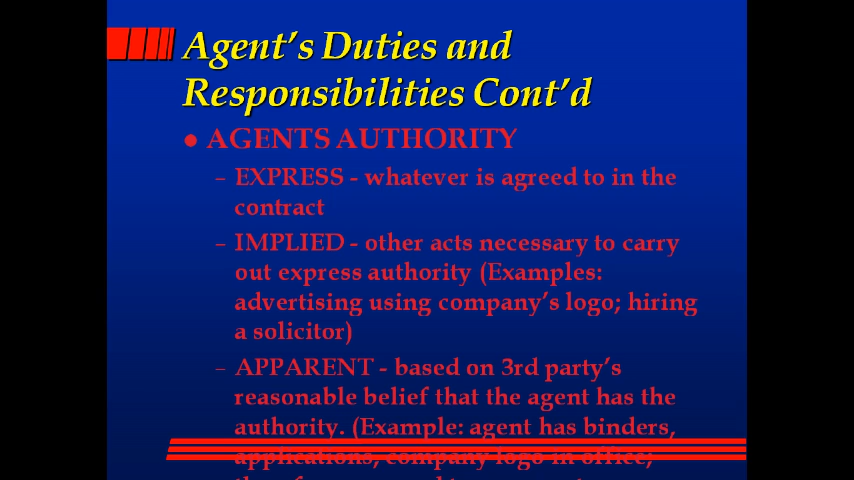 Agent's Duties and
Responsibilities Cont'd
● AGENTS AUTHORITY
– EXPRESS - whatever is agreed to in the
contract
– IMPLIED - other acts necessary to carry
out express authority (Examples:
advertising using company's logo; hiring
a solicitor)
– APPARENT - based on 3rd party's
reasonable belief that the agent has the
authority. (Example: agent has binders,
applications, company logo in office;